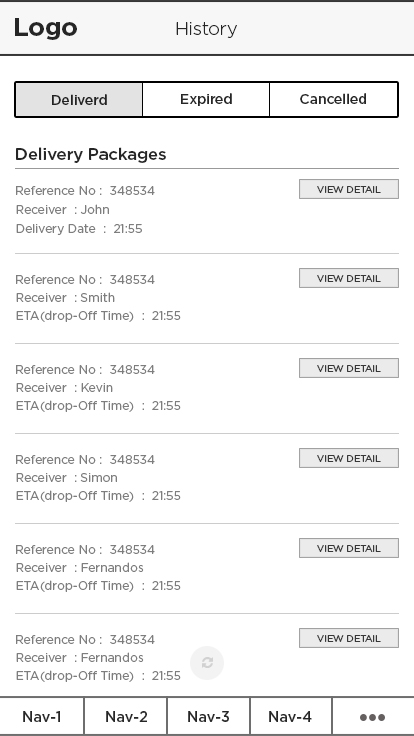 Logo
History
Deliverd
Expired
Cancelled
Delivery Packages
Reference No : 348534
VIEW DETAIL
Receiver : John
Delivery Date : 21:55
Reference No : 348534
VIEW DETAIL
Receiver : Smith
ETA(drop-Off Time) : 21:55
Reference No : 348534
VIEW DETAIL
Receiver : Kevin
ETA(drop-Off Time) : 21:55
Reference No : 348534
VIEW DETAIL
Receiver : Simon
ETA(drop-Off Time) : 21:55
Reference No : 348534
VIEW DETAIL
Receiver : Fernandos
ETA(drop-Off Time) : 21:55
Reference No : 348534
VIEW DETAIL
Receiver : Fernandos
ETA(drop-Off Time) : 21:55
Nav-1
Nav-2
Nav-3
Nav-4